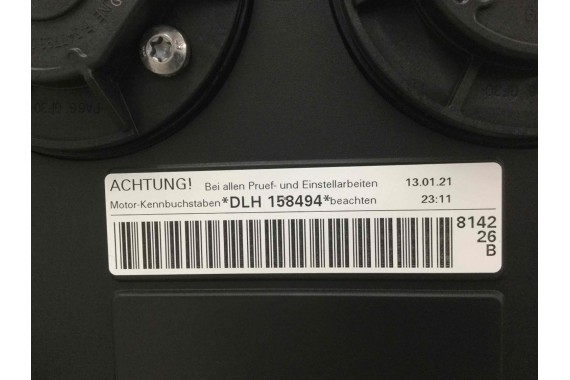 ACHTUNG! Bei allen Pruef- und Einstellarbeiten 13.01.21
Motor-Kennbuchstaben *DLH 158494* beachten 23:11
8142
26
B